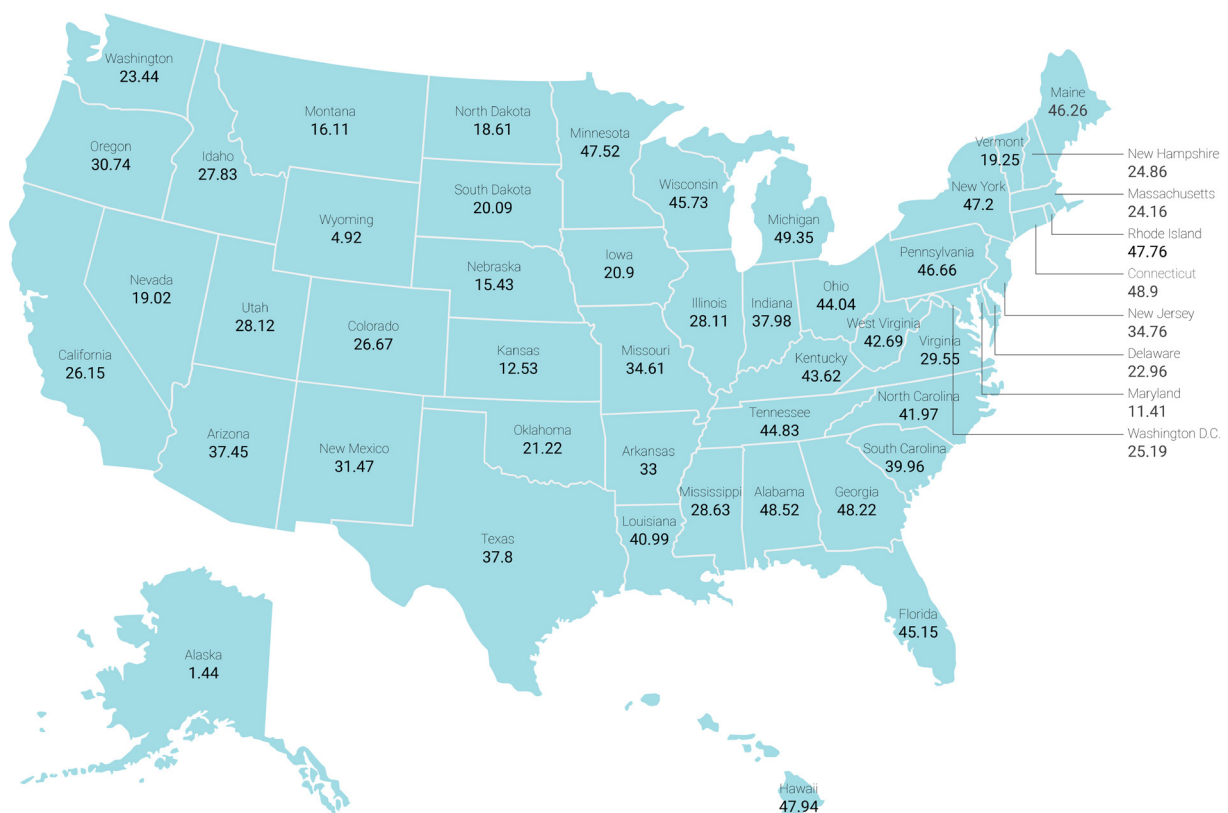 Washington
23.44
Oregon
30.74
Idaho
27.83
Montana
16.11
North Dakota
18.61
Minnesota
47.52
South Dakota
20.09
Wyoming
4.92
Wisconsin
45.73
Michigan
49.35
Maine
46.26
Vermont
19.25
New Hampshire
24.86
Massachusetts
24.16
New York
47.2
Rhode Island
47.76
Connecticut
48.9
New Jersey
34.76
Delaware
22.96
Maryland
11.41
Washington D.C.
25.19
Pennsylvania
46.66
Iowa
20.9
Nebraska
15.43
Nevada
19.02
Utah
28.12
Colorado
26.67
California
26.15
Kansas
12.53
Missouri
34.61
Illinois
28.11
Indiana
37.98
Ohio
44.04
West Virginia
42.69
Virginia
29.55
Kentucky
43.62
North Carolina
41.97
Tennessee
44.83
South Carolina
39.96
Arizona
37.45
New Mexico
31.47
Oklahoma
21.22
Arkansas
33
Mississippi
28.63
Alabama
48.52
Georgia
48.22
Louisiana
40.99
Texas
37.8
Florida
45.15
Alaska
1.44
Hawaii
47.94